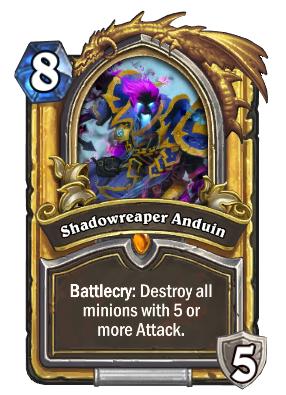 8
Shadowreaper Anduin
Battlecry: Destroy all
minions with 5 or
more Attack.
5